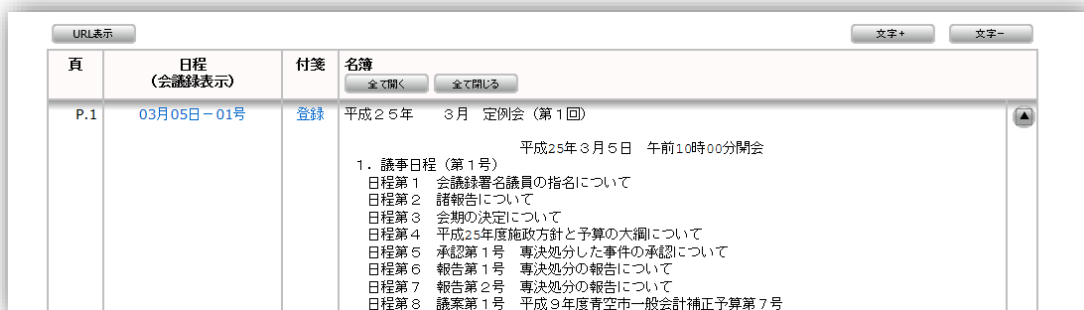 URL表示 文字+ 文字-
頁 日程 付箋 名簿
(会議録表示) 全て開く 全て閉じる
P.1 03月05日-01号 登録 平成25年 3月 定例会(第1回)
平成25年3月5日 午前10時00分開会
1.議事日程(第1号)
日程第1 会議録署名議員の指名について
日程第2 諸報告について
日程第3 会期の決定について
日程第4 平成25年度施政方針と予算の大綱について
日程第5 承認第1号 専決処分した事件の承認について
日程第6 報告第1号 専決処分の報告について
日程第7 報告第2号 専決処分の報告について
日程第8 議案第1号 平成9年度青空市一般会計補正予算第7号